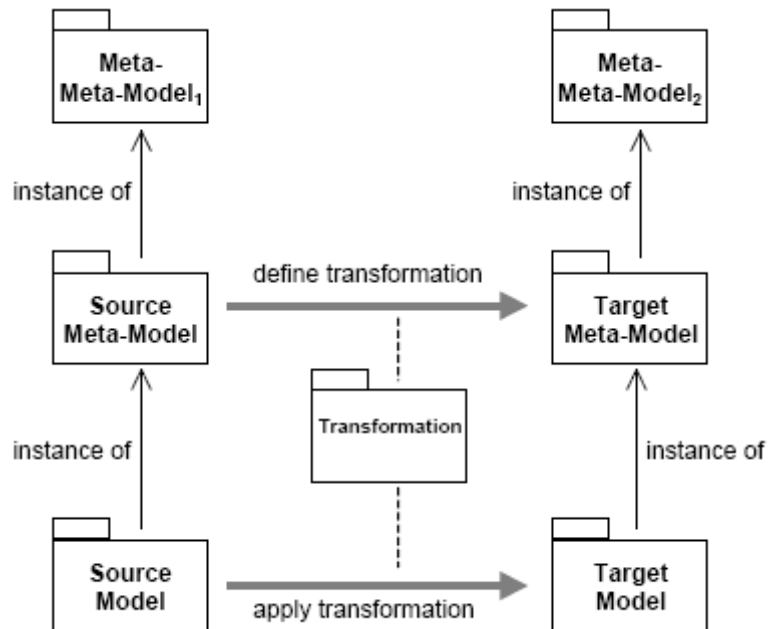 Meta-
Meta-Model₁
Meta-
Meta-Model₂
instance of
instance of
define transformation
Source
Meta-Model
Target
Meta-Model
Transformation
instance of
instance of
Source
Model
Target
Model
apply transformation